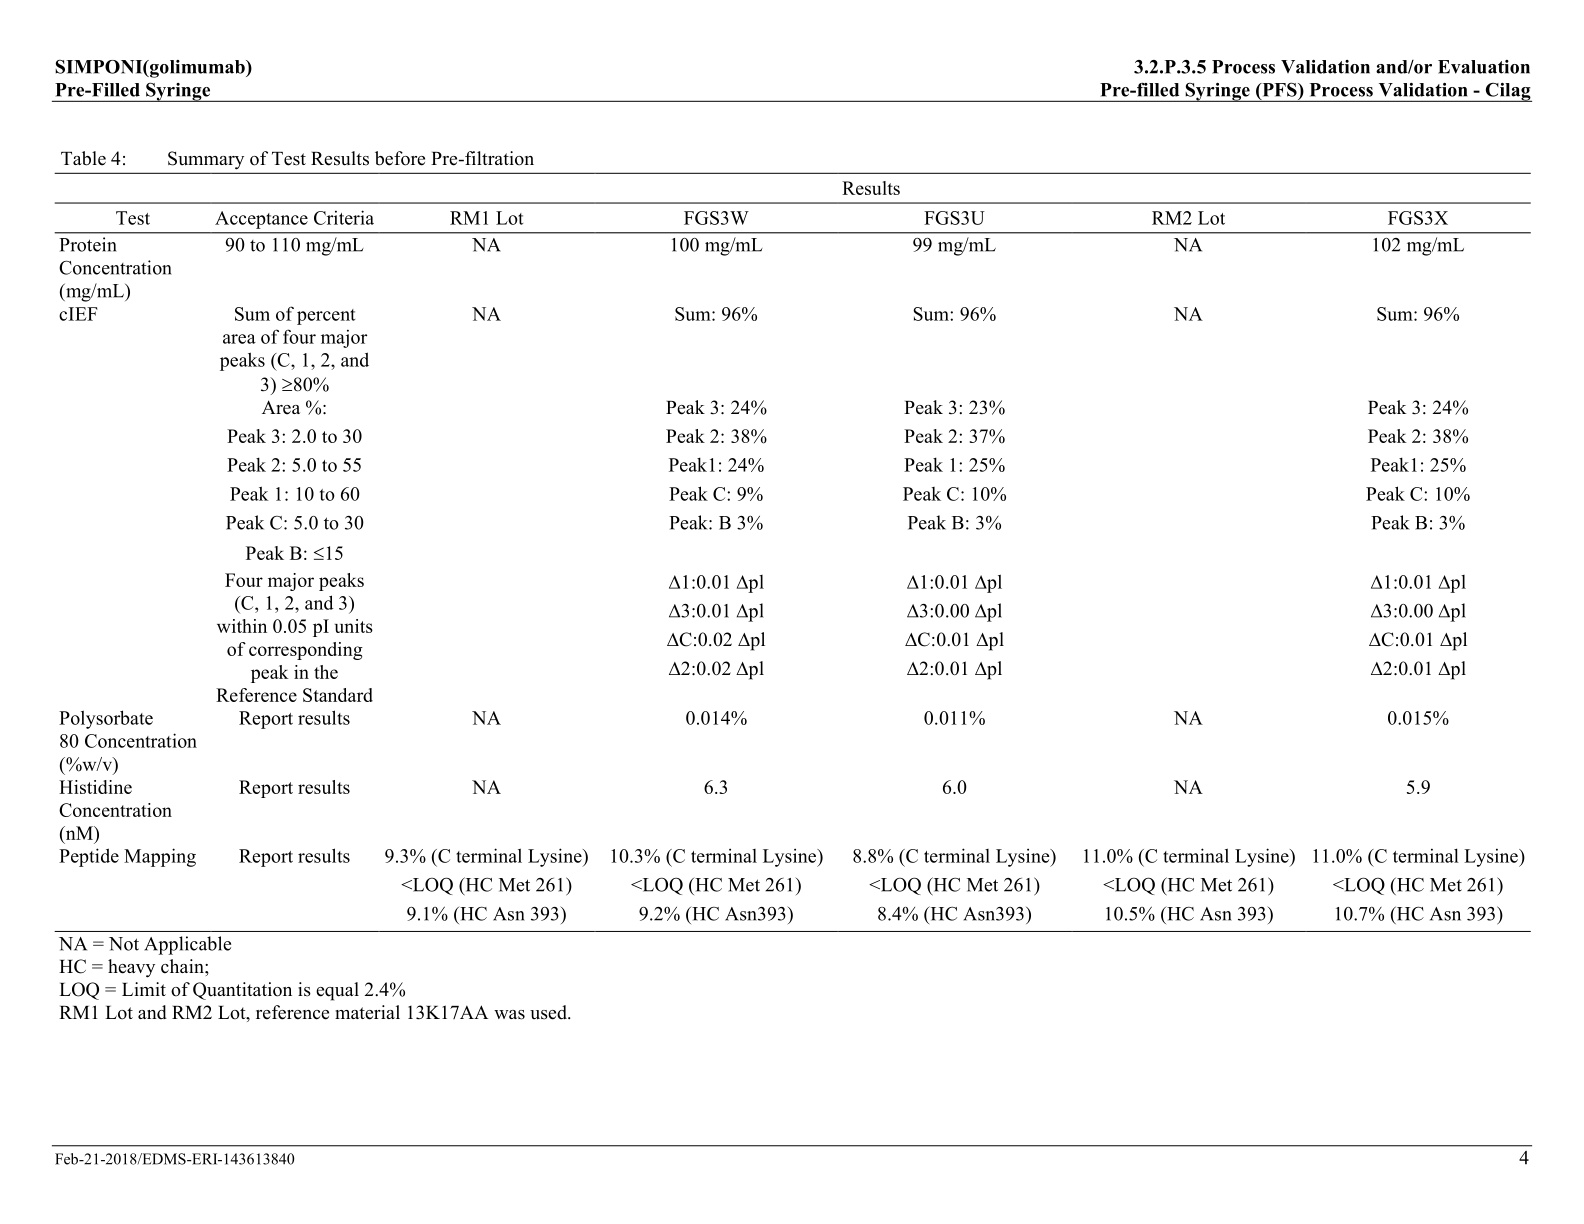 SIMPONI(golimumab) 3.2.P.3.5 Process Validation and/or Evaluation
Pre-Filled Syringe Pre-filled Syringe (PFS) Process Validation - Cilag
Table 4: Summary of Test Results before Pre-filtration
Results
Test Acceptance Criteria RM1 Lot FGS3W FGS3U RM2 Lot FGS3X
Protein 90 to 110 mg/mL NA 100 mg/mL 99 mg/mL NA 102 mg/mL
Concentration
(mg/mL)
cIEF Sum of percent NA Sum: 96% Sum: 96% NA Sum: 96%
area of four major
peaks (C, 1, 2, and
3) ≥80%
Area %: Peak 3: 24% Peak 3: 23% Peak 3: 24%
Peak 3: 2.0 to 30 Peak 2: 38% Peak 2: 37% Peak 2: 38%
Peak 2: 5.0 to 55 Peak1: 24% Peak 1: 25% Peak1: 25%
Peak 1: 10 to 60 Peak C: 9% Peak C: 10% Peak C: 10%
Peak C: 5.0 to 30 Peak: B 3% Peak B: 3% Peak B: 3%
Peak B: ≤15
Four major peaks Δ1:0.01 Δpl Δ1:0.01 Δpl Δ1:0.01 Δpl
(C, 1, 2, and 3) Δ3:0.01 Δpl Δ3:0.00 Δpl Δ3:0.00 Δpl
within 0.05 pI units
of corresponding ΔC:0.02 Δpl ΔC:0.01 Δpl ΔC:0.01 Δpl
peak in the Δ2:0.02 Δpl Δ2:0.01 Δpl Δ2:0.01 Δpl
Reference Standard
Polysorbate Report results NA 0.014% 0.011% NA 0.015%
80 Concentration
(%w/v)
Histidine Report results NA 6.3 6.0 NA 5.9
Concentration
(nM)
Peptide Mapping Report results 9.3% (C terminal Lysine) 10.3% (C terminal Lysine) 8.8% (C terminal Lysine) 11.0% (C terminal Lysine) 11.0% (C terminal Lysine)
<LOQ (HC Met 261) <LOQ (HC Met 261) <LOQ (HC Met 261) <LOQ (HC Met 261) <LOQ (HC Met 261)
9.1% (HC Asn 393) 9.2% (HC Asn393) 8.4% (HC Asn393) 10.5% (HC Asn 393) 10.7% (HC Asn 393)
NA = Not Applicable
HC = heavy chain;
LOQ = Limit of Quantitation is equal 2.4%
RM1 Lot and RM2 Lot, reference material 13K17AA was used.
Feb-21-2018/EDMS-ERI-143613840 4